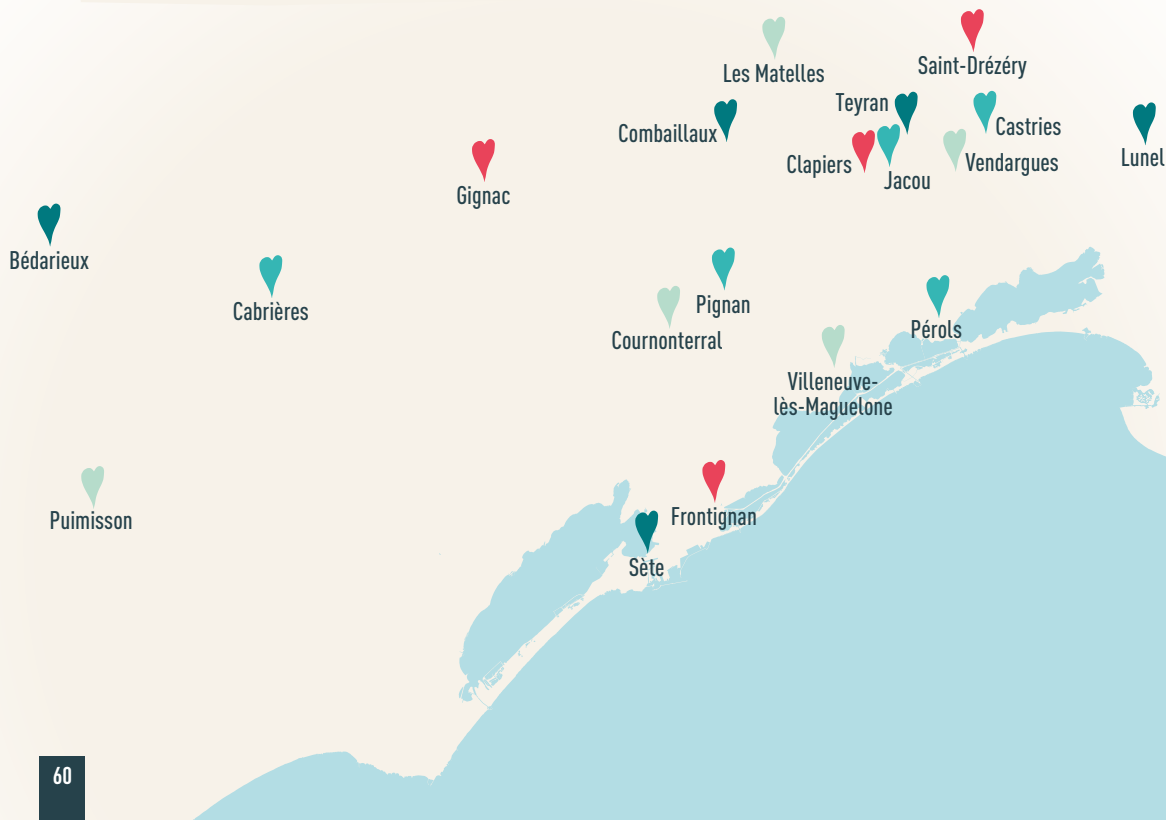 Les Matelles
Saint-Drézéry
Teyran
Combaillaux
Castries
Clapiers
Vendargues
Lunel
Jacou
Gignac
Bédarieux
Cabrières
Pignan
Cournonterral
Pérols
Villeneuve-
lès-Maguelone
Puimisson
Frontignan
Sète
60